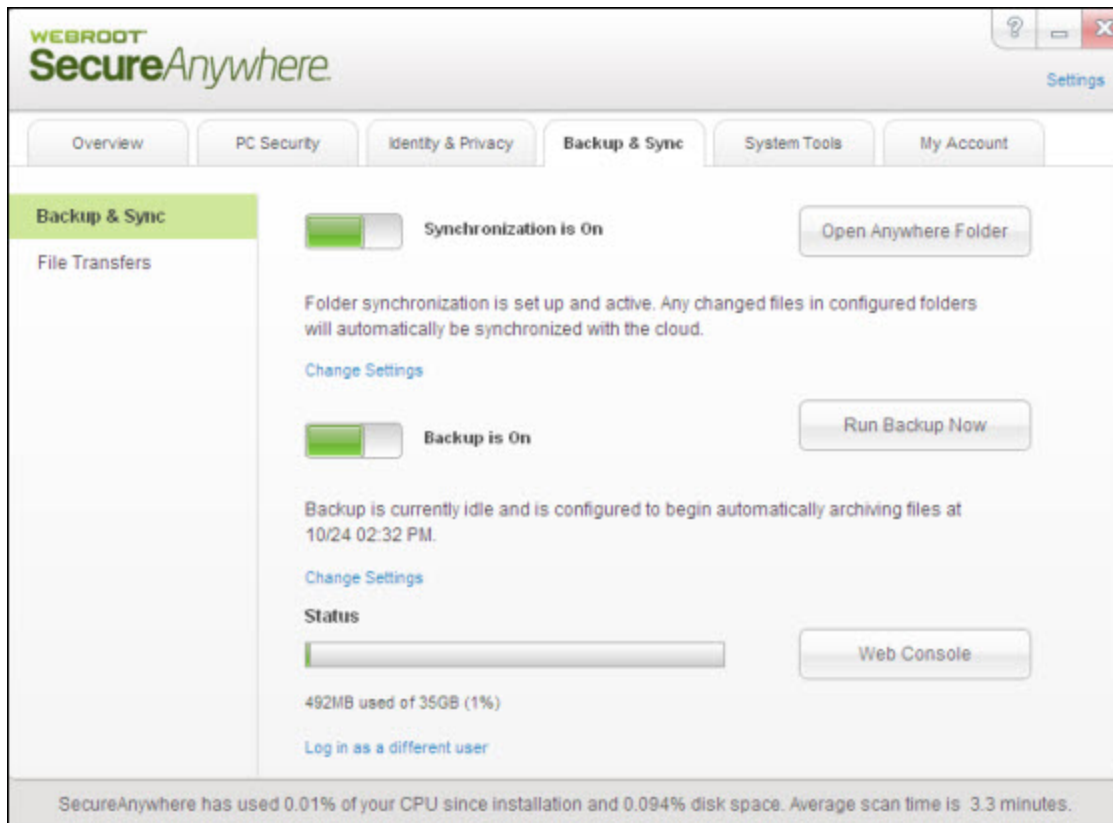 WEBROOT
SecureAnywhere.
?
Settings
Overview
PC Security
Identity & Privacy
Backup & Sync
System Tools
My Account
Backup & Sync
File Transfers
Synchronization is On
Open Anywhere Folder
Folder synchronization is set up and active. Any changed files in configured folders
will automatically be synchronized with the cloud.
Change Settings
Backup is On
Run Backup Now
Backup is currently idle and is configured to begin automatically archiving files at
10/24 02:32 PM.
Change Settings
Status
Web Console
492MB used of 35GB (1%)
Log in as a different user
SecureAnywhere has used 0.01% of your CPU since installation and 0.094% disk space. Average scan time is 3.3 minutes.